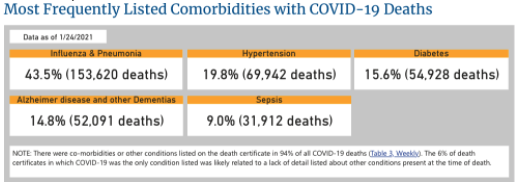 Most Frequently Listed Comorbidities with COVID-19 Deaths
Data as of 1/24/2021
Influenza & Pneumonia
43.5% (153,620 deaths)
Hypertension
19.8% (69,942 deaths)
Diabetes
15.6% (54,928 deaths)
Alzheimer disease and other Dementias
14.8% (52,091 deaths)
Sepsis
9.0% (31,912 deaths)
NOTE: There were co-morbidities or other conditions listed on the death certificate in 94% of all COVID-19 deaths (Table 3, Weekly). The 6% of death
certificates in which COVID-19 was the only condition listed was likely related to a lack of detail listed about other conditions present at the time of death.